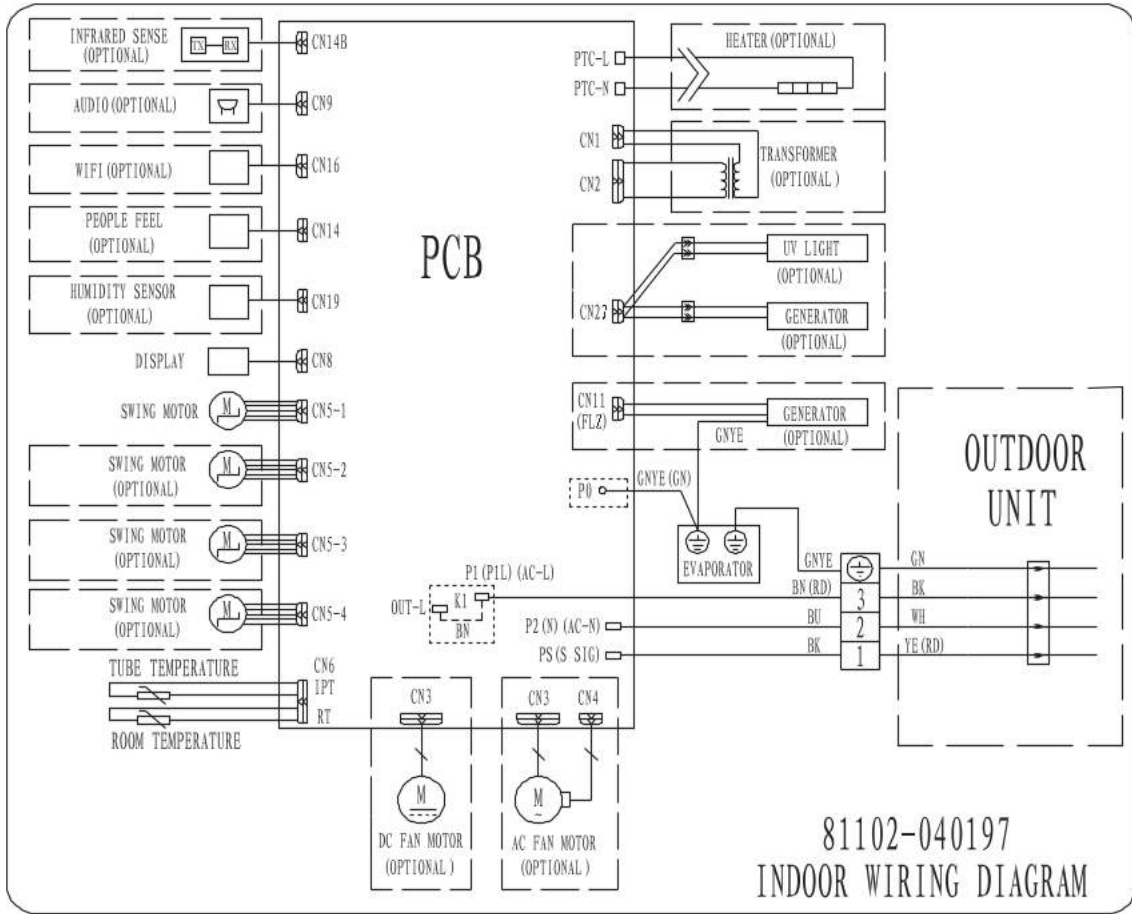 INFRARED SENSE
(OPTIONAL)
TX
RX
CN14B
AUDIO(OPTIONAL)
CN9
WIFI(OPTIONAL)
CN16
PEOPLE FEEL
(OPTIONAL)
CN14
HUMIDITY SENSOR
(OPTIONAL)
CN19
DISPLAY
CN8
SWING MOTOR
M
CN5-1
SWING MOTOR
(OPTIONAL)
M
CN5-2
SWING MOTOR
(OPTIONAL)
M
CN5-3
SWING MOTOR
(OPTIONAL)
M
CN5-4
TUBE TEMPERATURE
CN6
IPT
RT
ROOM TEMPERATURE
PCB
PTC-L
PTC-N
HEATER(OPTIONAL)
CN1
CN2
TRANSFORMER
(OPTIONAL)
UV LIGHT
(OPTIONAL)
CN27
GENERATOR
(OPTIONAL)
CN11
(FLZ)
GENERATOR
(OPTIONAL)
GNYE
P0
GNYE(GN)
EVAPORATOR
OUTDOOR
UNIT
P1(P1L)(AC-L)
OUT-L
K1
BN
P2(N)(AC-N)
PS(S SIG)
GNYE
GN
BN(RD)
3
BK
BU
2
WH
BK
1
YE(RD)
CN3
M
DC FAN MOTOR
(OPTIONAL)
CN3
CN4
M
~
AC FAN MOTOR
(OPTIONAL)
81102-040197
INDOOR WIRING DIAGRAM